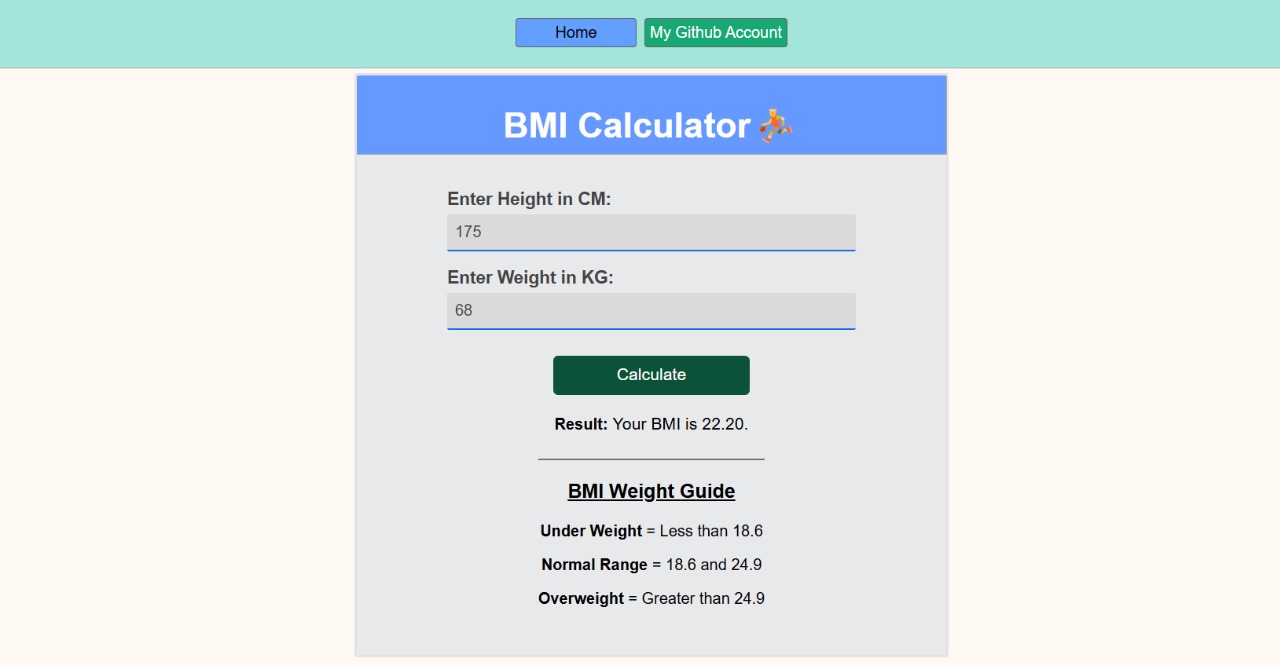 Home
My Github Account
BMI Calculator
Enter Height in CM:
175
Enter Weight in KG:
68
Calculate
Result: Your BMI is 22.20.
BMI Weight Guide
Under Weight = Less than 18.6
Normal Range = 18.6 and 24.9
Overweight = Greater than 24.9